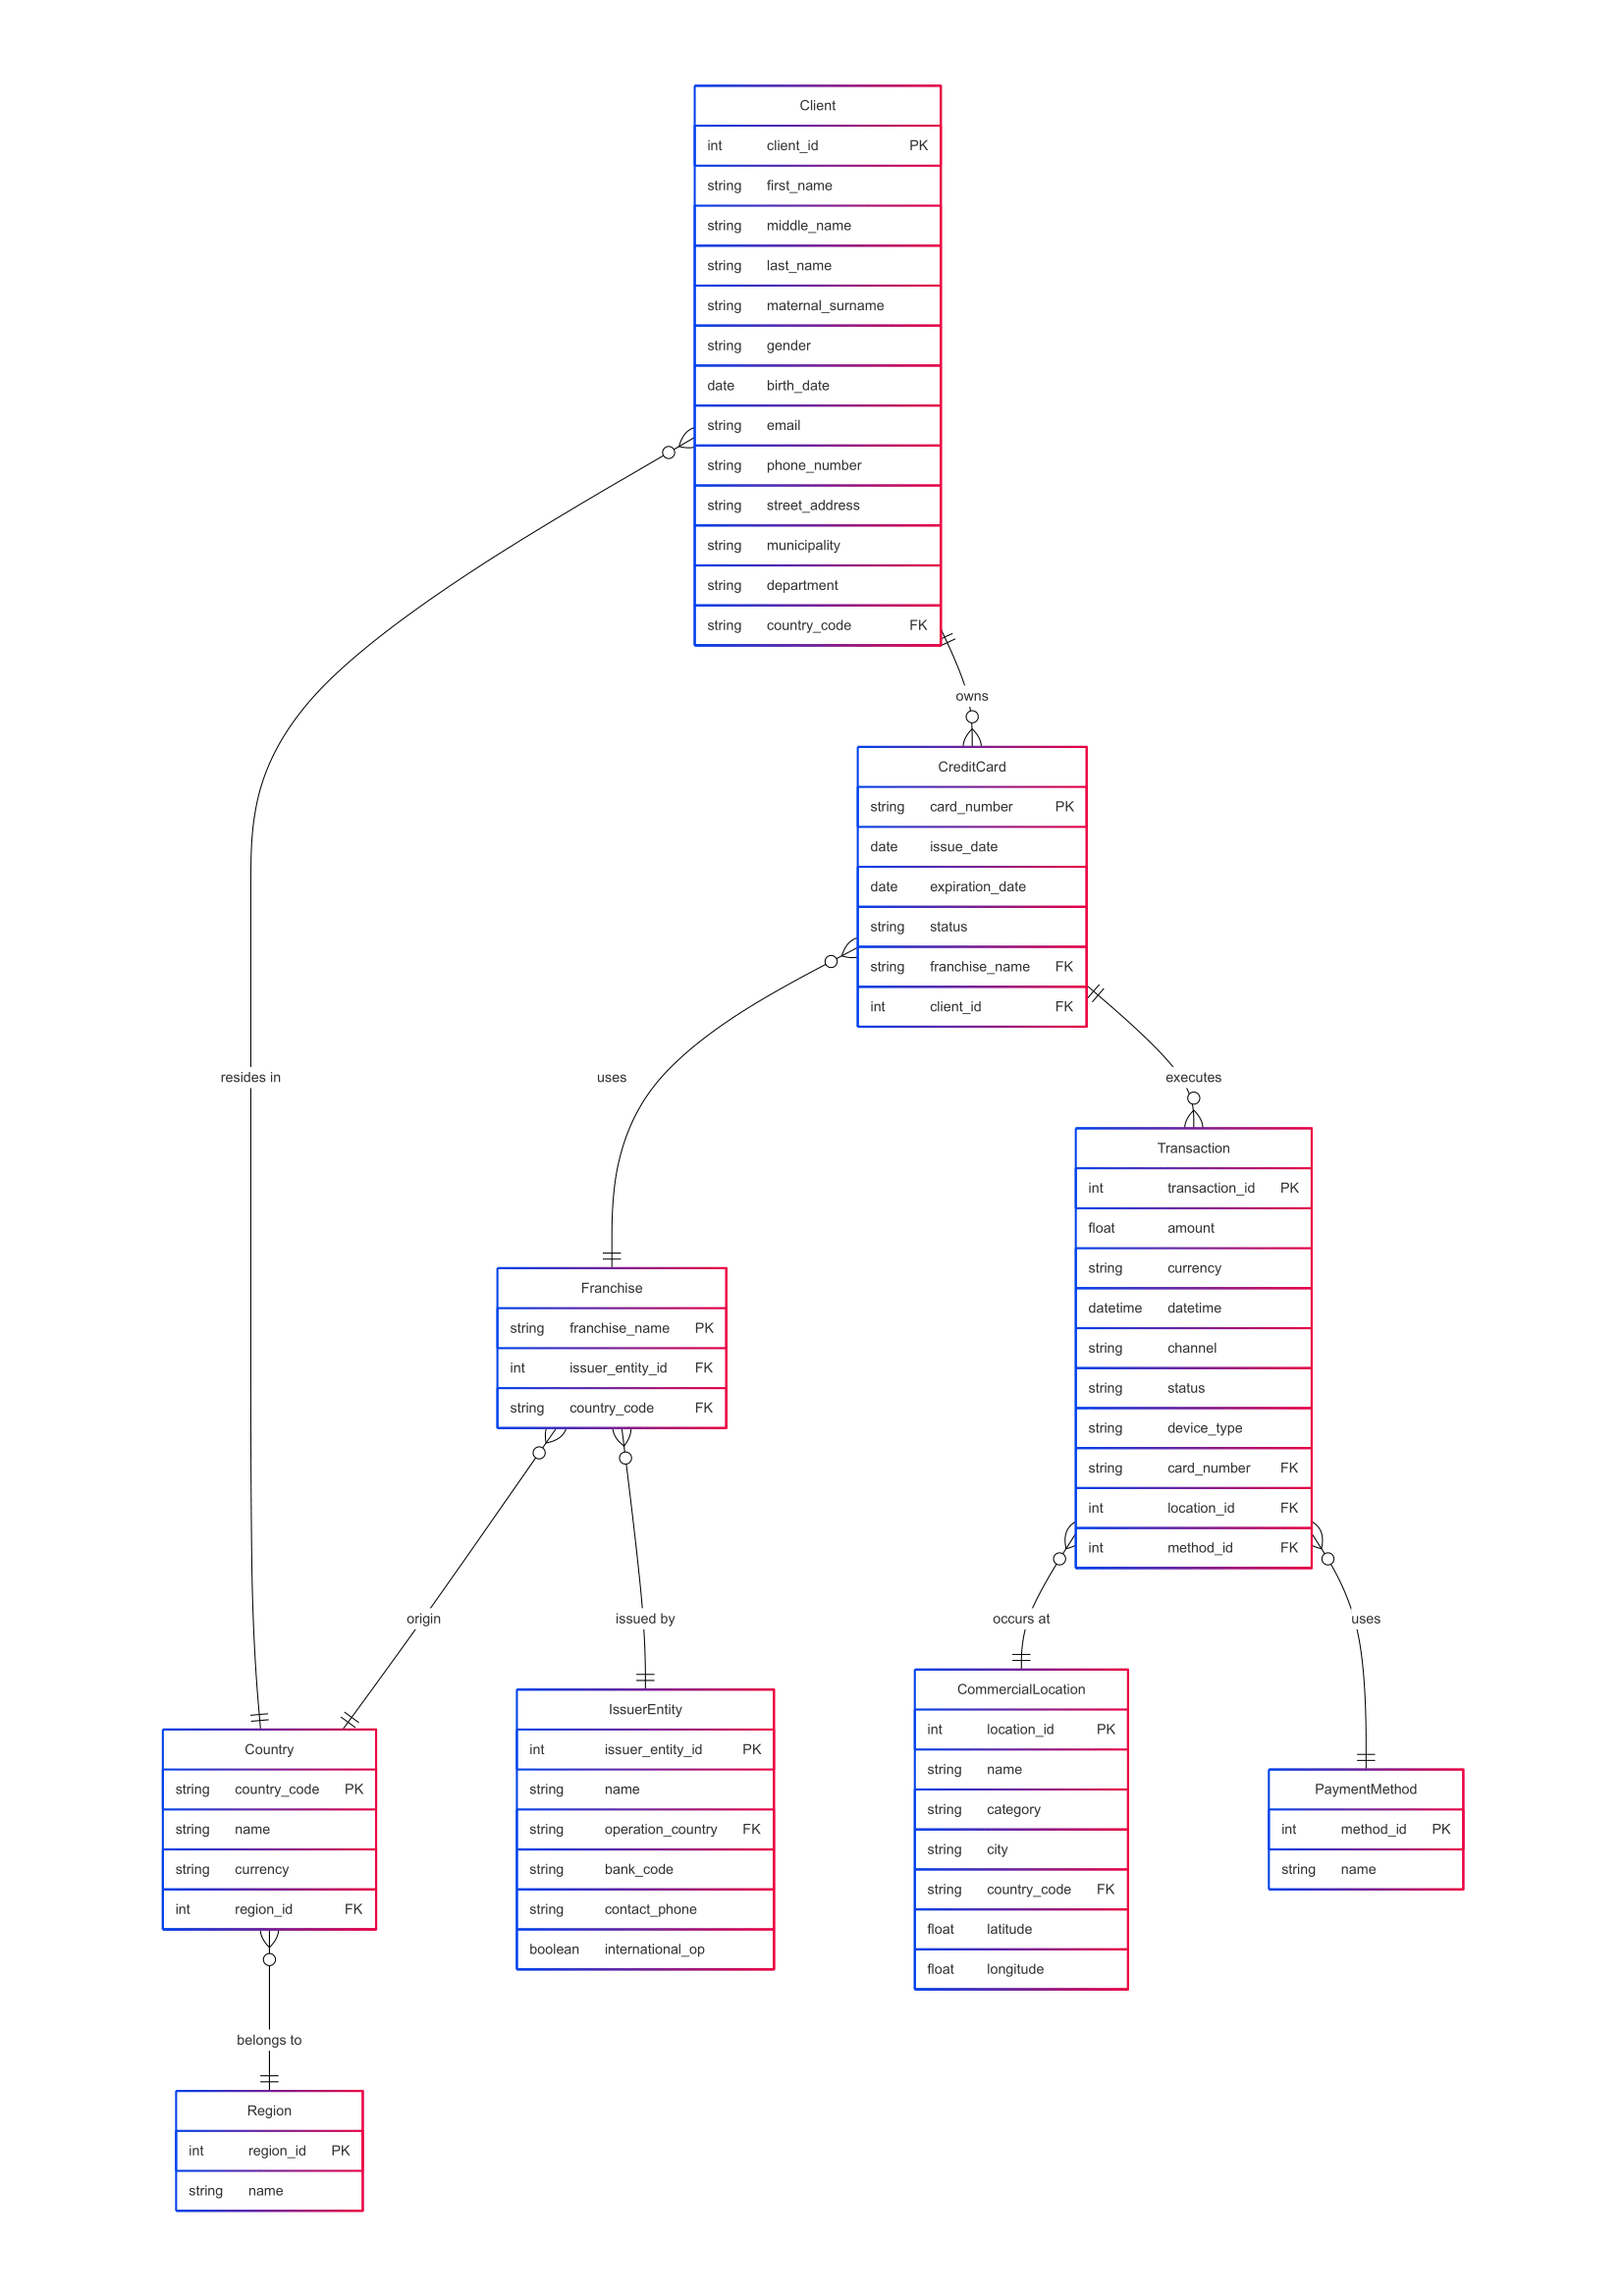 Client
int client_id PK
string first_name
string middle_name
string last_name
string maternal_surname
string gender
date birth_date
string email
string phone_number
string street_address
string municipality
string department
string country_code FK
owns
CreditCard
string card_number PK
date issue_date
date expiration_date
string status
string franchise_name FK
int client_id FK
resides in
uses
executes
Transaction
int transaction_id PK
float amount
string currency
datetime datetime
string channel
string status
string device_type
string card_number FK
int location_id FK
int method_id FK
Franchise
string franchise_name PK
int issuer_entity_id FK
string country_code FK
origin
issued by
occurs at
uses
Country
string country_code PK
string name
string currency
int region_id FK
IssuerEntity
int issuer_entity_id PK
string name
string operation_country FK
string bank_code
string contact_phone
boolean international_op
CommercialLocation
int location_id PK
string name
string category
string city
string country_code FK
float latitude
float longitude
PaymentMethod
int method_id PK
string name
belongs to
Region
int region_id PK
string name